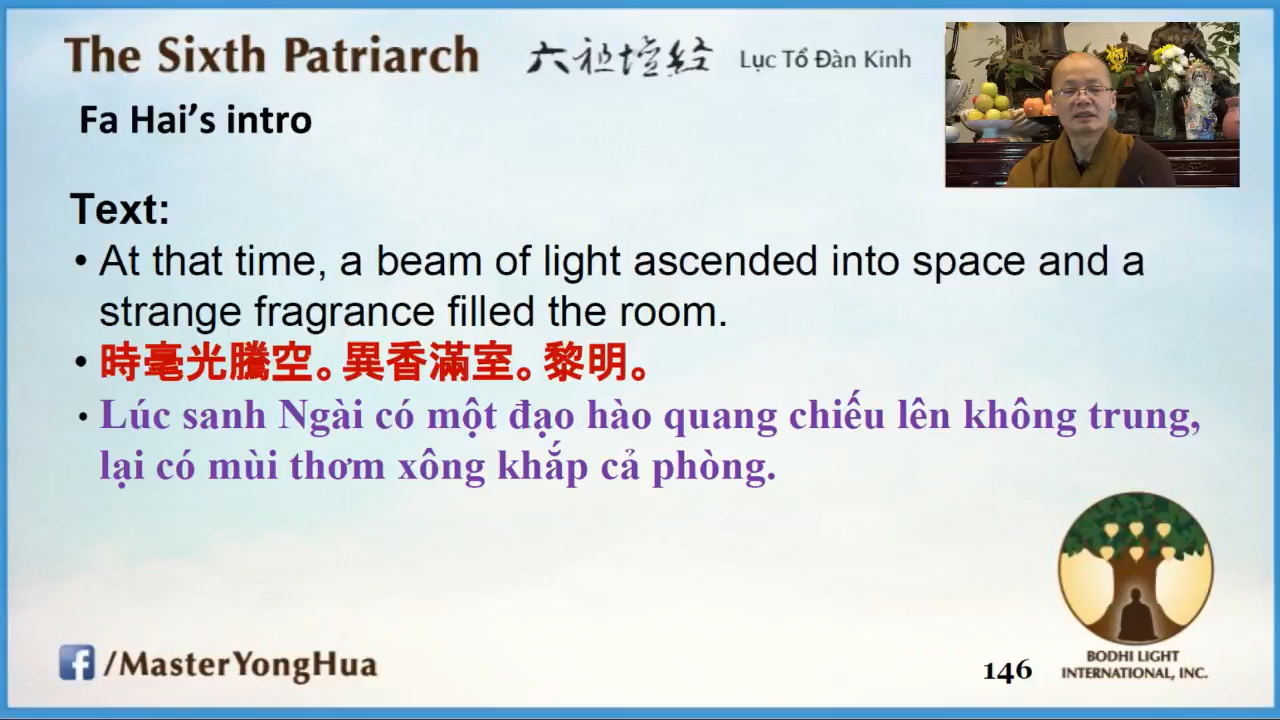 The Sixth Patriarch 六祖壇经 Lục Tổ Đàn Kinh
Fa Hai’s intro
Text:
• At that time, a beam of light ascended into space and a
strange fragrance filled the room.
• 時毫光騰空。異香滿室。黎明。
• Lúc sanh Ngài có một đạo hào quang chiếu lên không trung,
lại có mùi thơm xông khắp cả phòng.
f/MasterYongHua
146
BODHI LIGHT
INTERNATIONAL, INC.